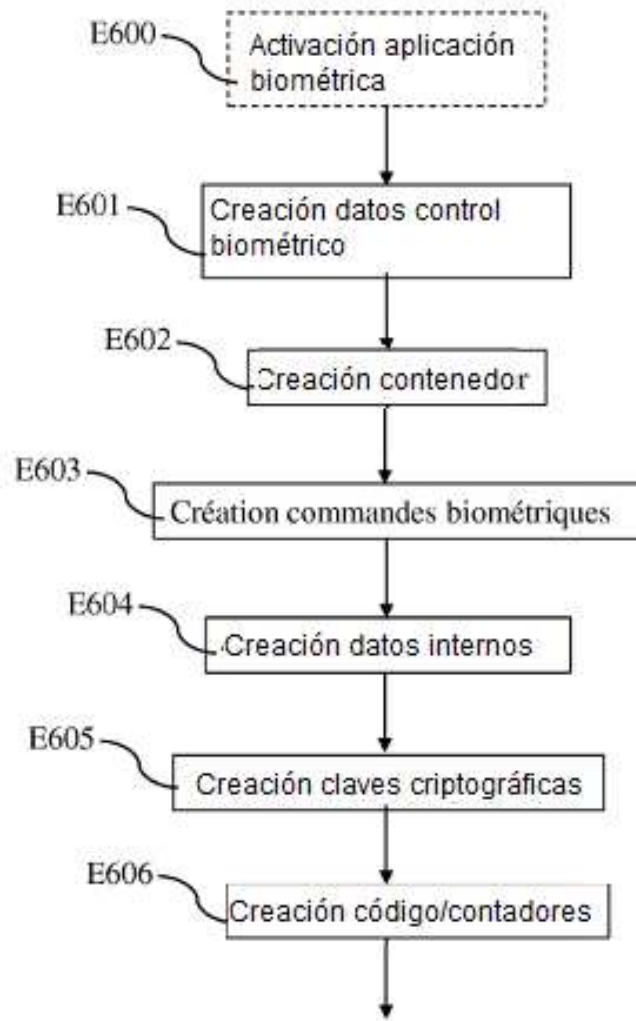 E600
Activación aplicación
biométrica
E601
Creación datos control
biométrico
E602
Creación contenedor
E603
Création commandes biométriques
E604
Creación datos internos
E605
Creación claves criptográficas
E606
Creación código/contadores